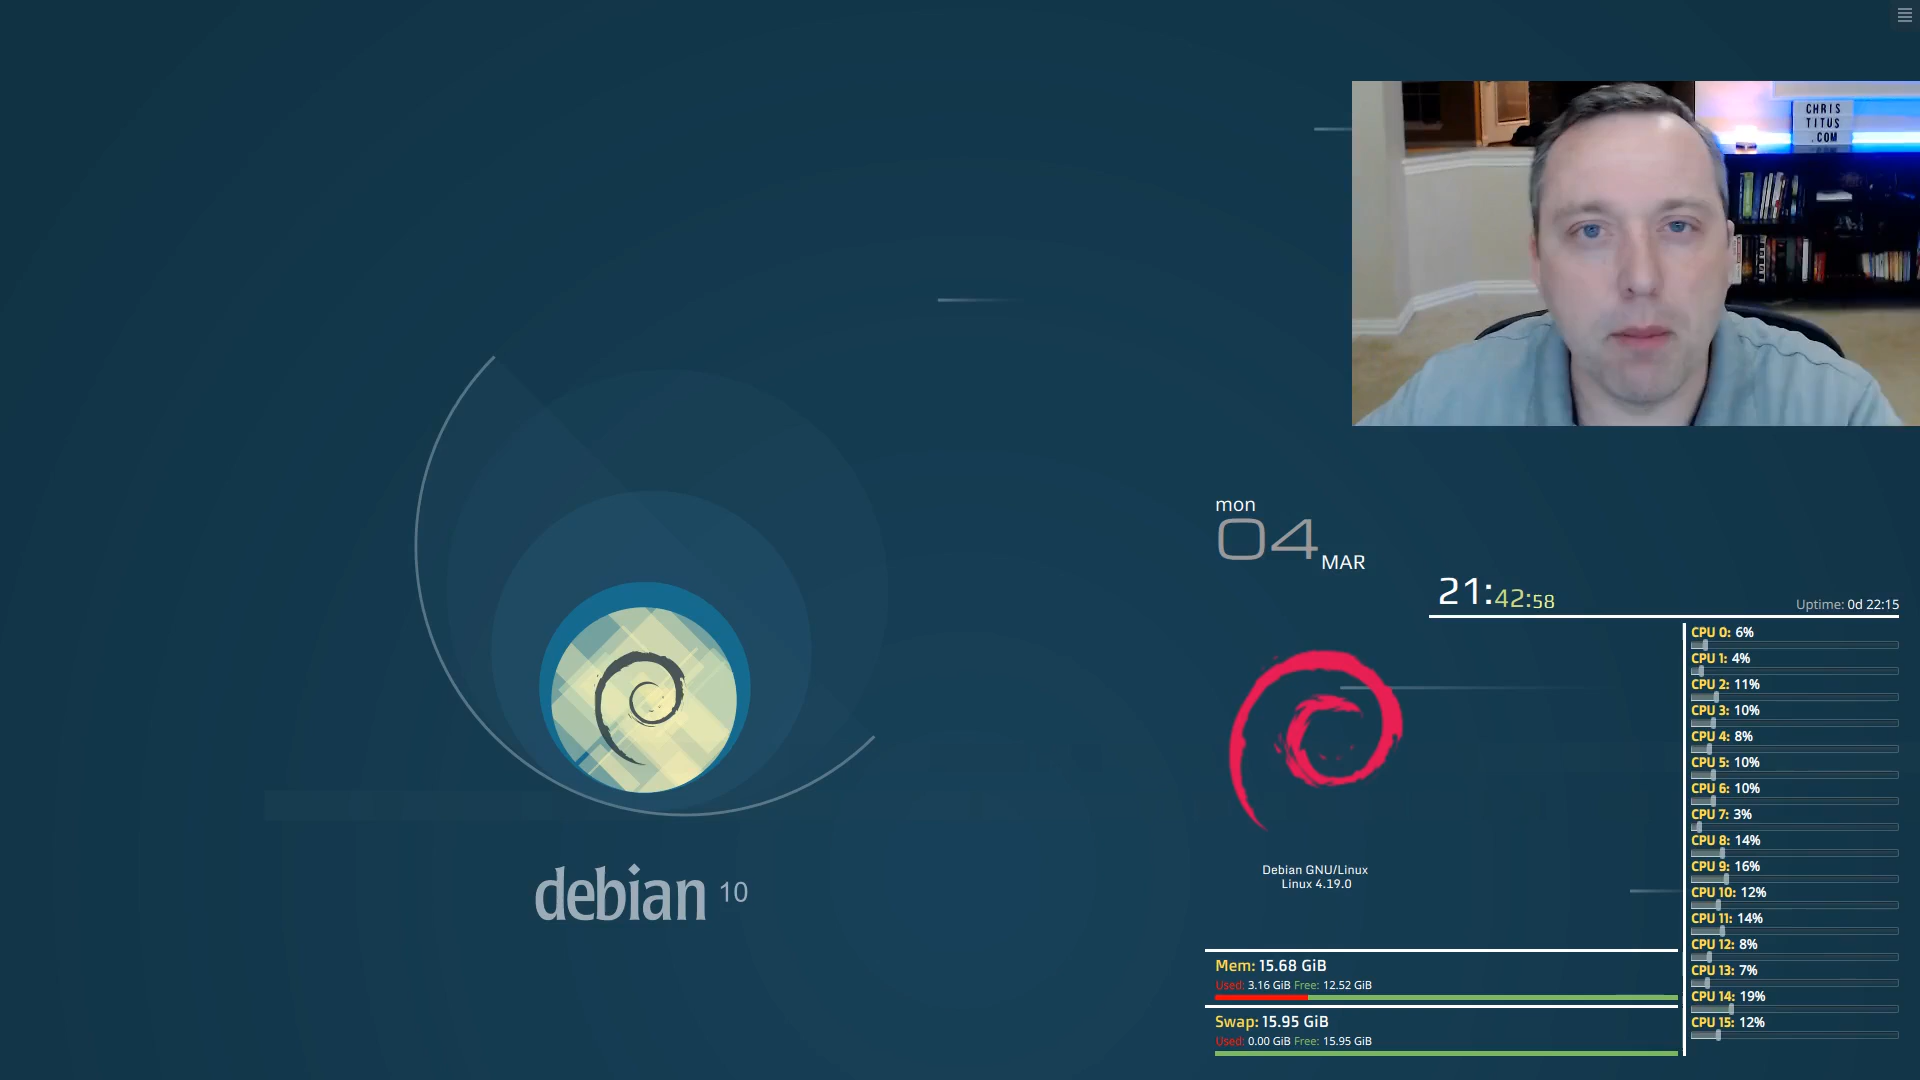 CHRIS
TITUS
.COM
mon
04
MAR
21:42:58
Uptime: 0d 22:15
CPU 0: 6%
CPU 1: 4%
CPU 2: 11%
CPU 3: 10%
CPU 4: 8%
CPU 5: 10%
CPU 6: 10%
CPU 7: 3%
CPU 8: 14%
CPU 9: 16%
CPU 10: 12%
CPU 11: 14%
CPU 12: 8%
CPU 13: 7%
CPU 14: 19%
CPU 15: 12%
debian 10
Debian GNU/Linux
Linux 4.19.0
Mem: 15.68 GiB
Used: 3.16 GiB Free: 12.52 GiB
Swap: 15.95 GiB
Used: 0.00 GiB Free: 15.95 GiB